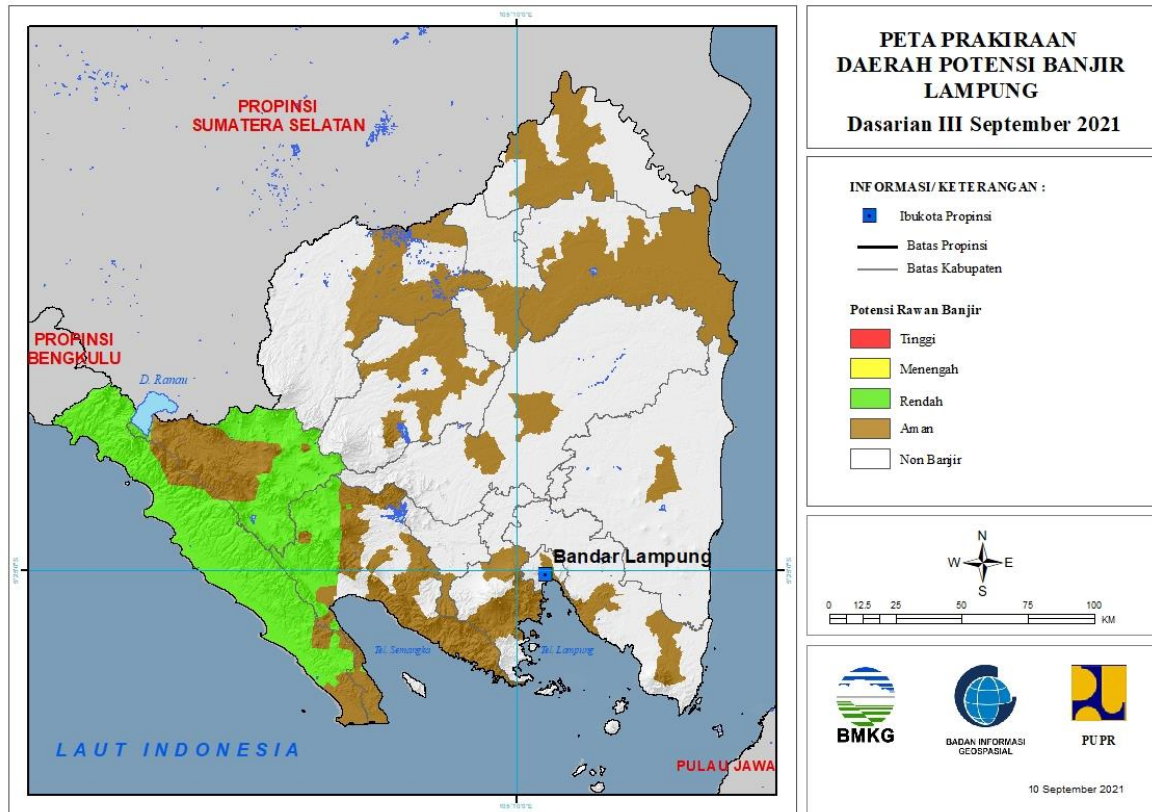 PETA PRAKIRAAN
DAERAH POTENSI BANJIR
LAMPUNG
Dasarian III September 2021
INFORMASI/ KETERANGAN :
Ibukota Propinsi
Batas Propinsi
Batas Kabupaten
Potensi Rawan Banjir
Tinggi
Menengah
Rendah
Aman
Non Banjir
N
W E
S
0 12.5 25 50 75 100
KM
BMKG
BADAN INFORMASI
GEOSPASIAL
PUPR
10 September 2021
PROPINSI
SUMATERA SELATAN
PROPINSI
BENGKULU
D. Ranau
Bandar Lampung
Tel. Semangka
Tel. Lampung
LAUT INDONESIA
PULAU JAWA